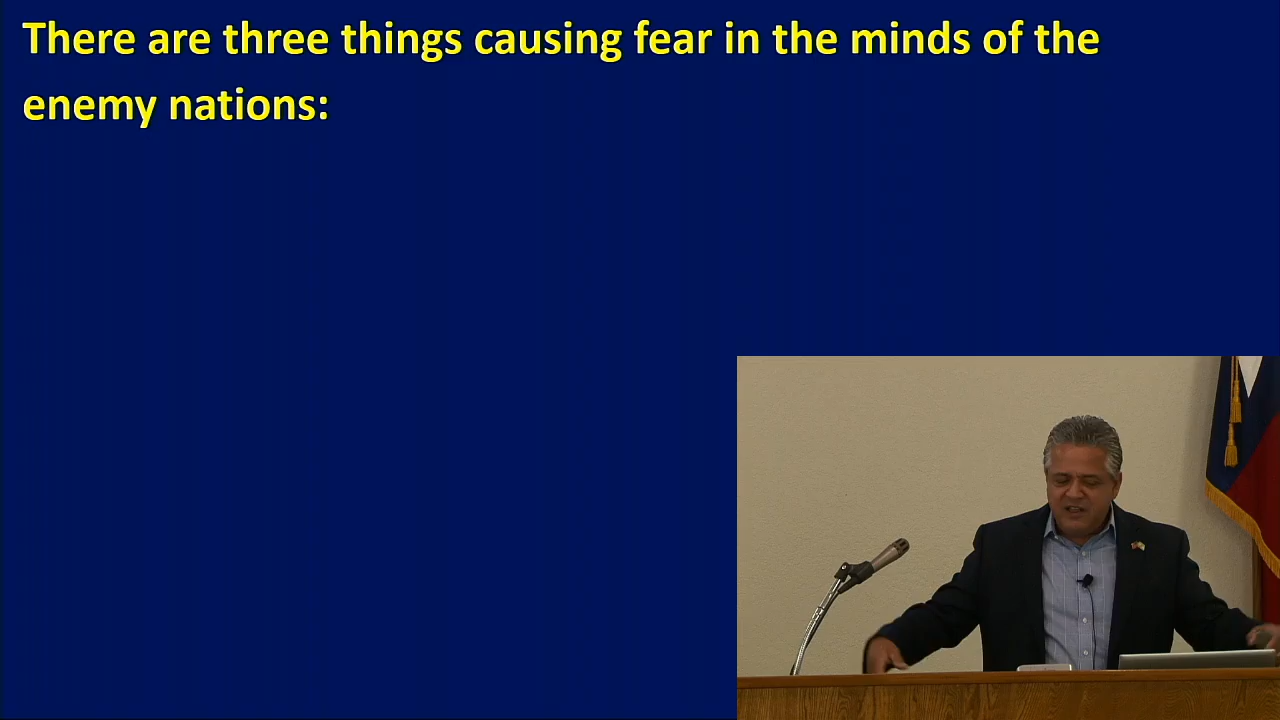 There are three things causing fear in the minds of the
enemy nations: